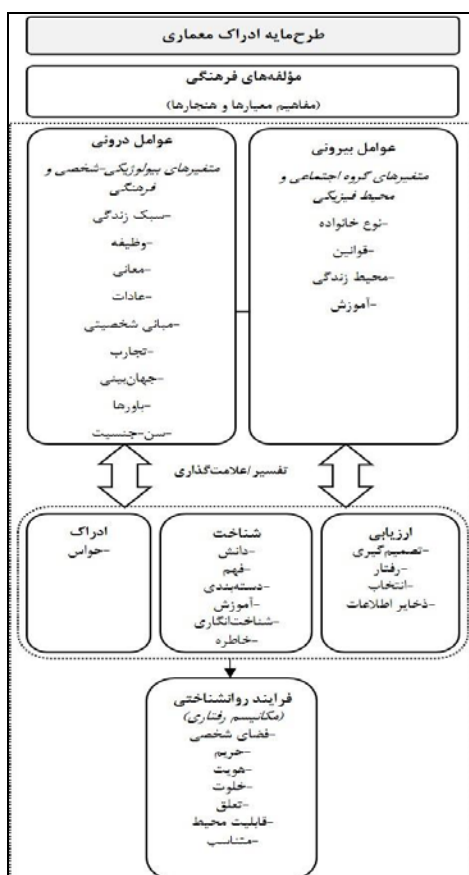 طرح‌مایه ادراک معماری
مؤلفه‌های فرهنگی
(مفاهیم معیارها و هنجارها)
عوامل بیرونی
متغیرهای گروه اجتماعی و
محیط فیزیکی
-نوع خانواده
-قوانین
-محیط زندگی
-آموزش
عوامل درونی
متغیرهای بیولوژیکی-شخصی و
فرهنگی
-سبک زندگی
-وظیفه
-معانی
-عادات
-مبانی شخصیتی
-تجارب
-جهان‌بینی
-باورها
-سن-جنسیت
تفسیر/علامت‌گذاری
ارزیابی
-تصمیم‌گیری
-رفتار
-انتخاب
-ذخایر اطلاعات
شناخت
-دانش
-فهم
-دسته‌بندی
-آموزش
-شناخت‌انگاری
-خاطره
ادراک
-حواس
فرایند روانشناختی
(مکانیسم رفتاری)
-فضای شخصی
-حریم
-هویت
-خلوت
-تعلق
-قابلیت محیط
-متناسب